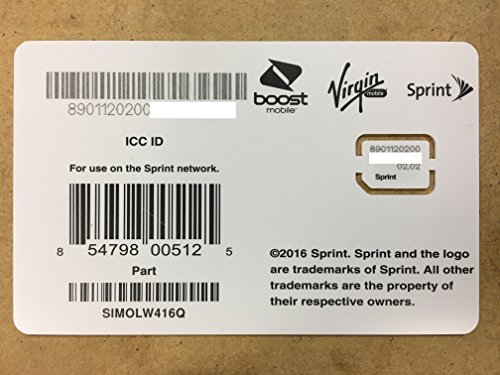 8901120200
ICC ID
For use on the Sprint network.
8 54798 00512 5
Part
SIMOLW416Q
boost
mobile
Virgin
mobile
Sprint
8901120200
02.02
Sprint
©2016 Sprint. Sprint and the logo
are trademarks of Sprint. All other
trademarks are the property of
their respective owners.